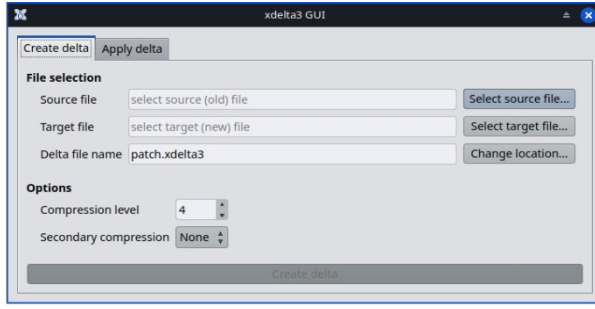 xdelta3 GUI
Create delta Apply delta
File selection
Source file select source (old) file Select source file...
Target file select target (new) file Select target file...
Delta file name patch.xdelta3 Change location...
Options
Compression level 4
Secondary compression None
Create delta